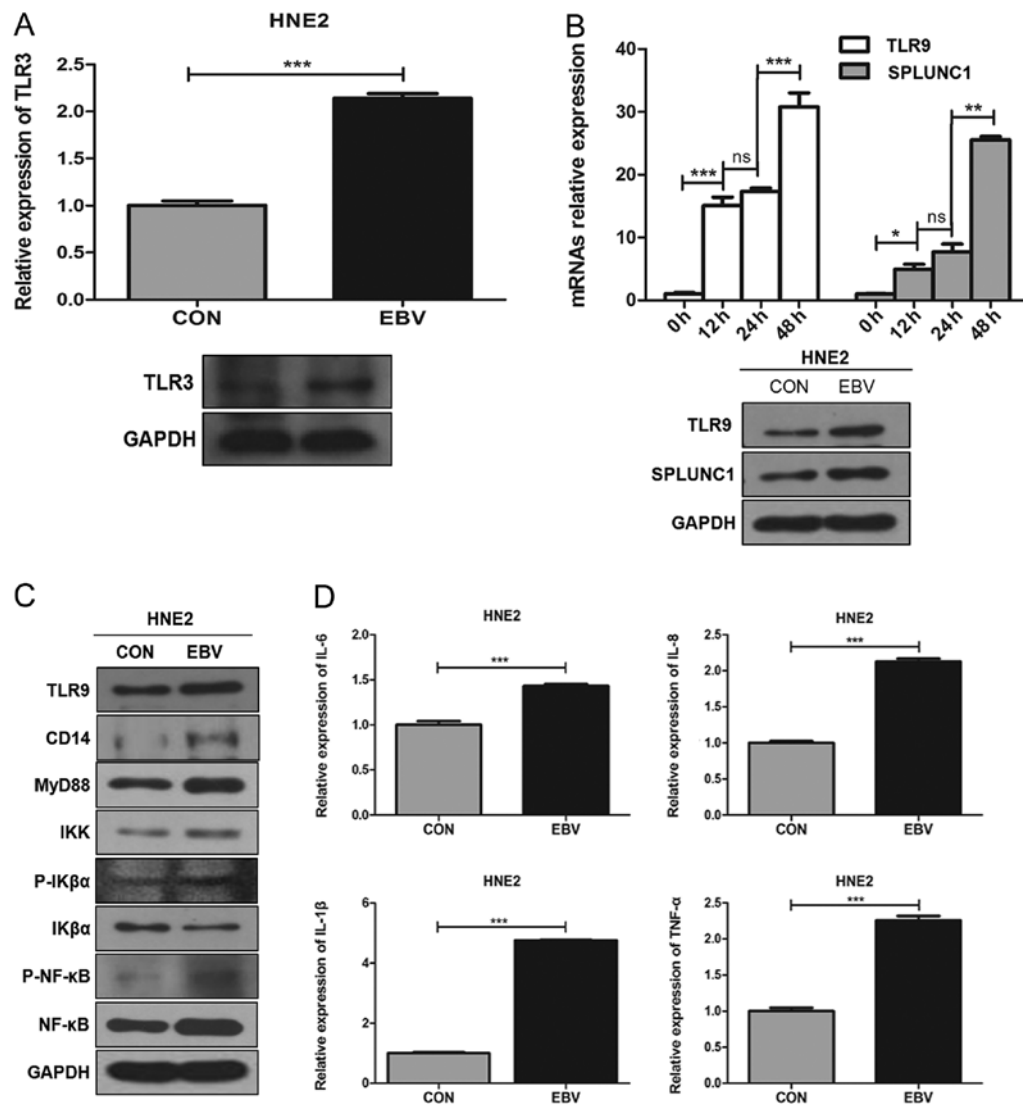 A
HNE2
Relative expression of TLR3
***
2.5
2.0
1.5
1.0
0.5
0.0
CON EBV
TLR3
GAPDH
B
TLR9
SPLUNC1
mRNAs relative expression
40
30
20
10
0
*** ns ***
* ns **
0h 12h 24h 48h 0h 12h 24h 48h
HNE2
CON EBV
TLR9
SPLUNC1
GAPDH
C
HNE2
CON EBV
TLR9
CD14
MyD88
IKK
P-IKβα
IKβα
P-NF-κB
NF-κB
GAPDH
D
HNE2
Relative expression of IL-6
***
2.0
1.5
1.0
0.5
0.0
CON EBV
HNE2
Relative expression of IL-8
***
2.5
2.0
1.5
1.0
0.5
0.0
CON EBV
HNE2
Relative expression of IL-1β
***
6
4
2
0
CON EBV
HNE2
Relative expression of TNF-α
***
2.5
2.0
1.5
1.0
0.5
0.0
CON EBV